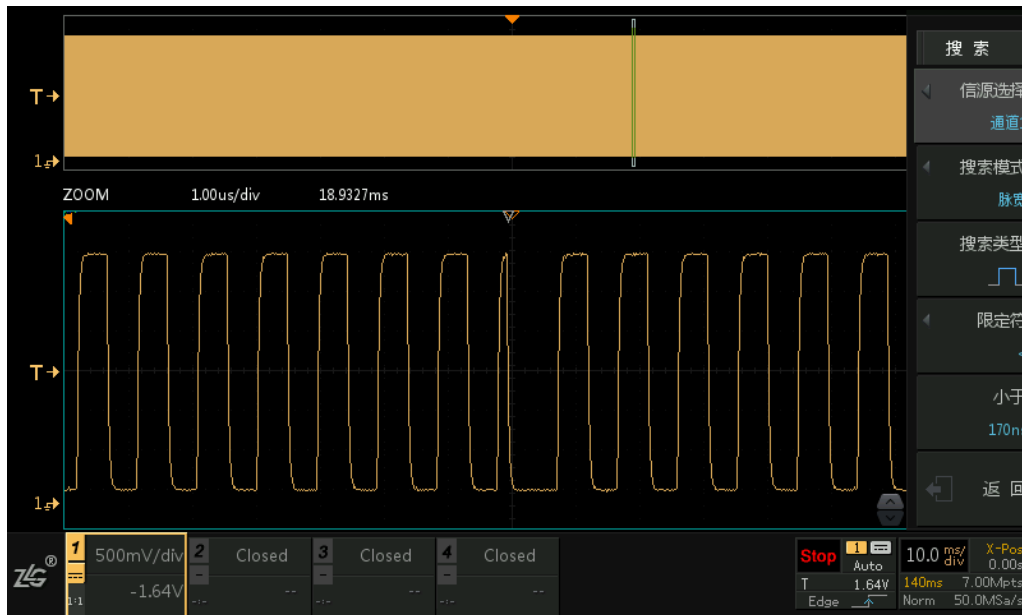 搜 索
T
信源选择
通道
1
搜索模式
脉宽
ZOOM 1.00us/div 18.9327ms
搜索类型
限定符
<
T
小于
170ns
1
返 回
1 500mV/div 2 Closed 3 Closed 4 Closed
1:1 -1.64V -:- -- -:- -- -:- --
ZLG®
Stop 1 Auto 10.0 ms/div X-Pos 0.00s
T 1.64V 140ms 7.00Mpts
Edge Norm 50.0MSa/s